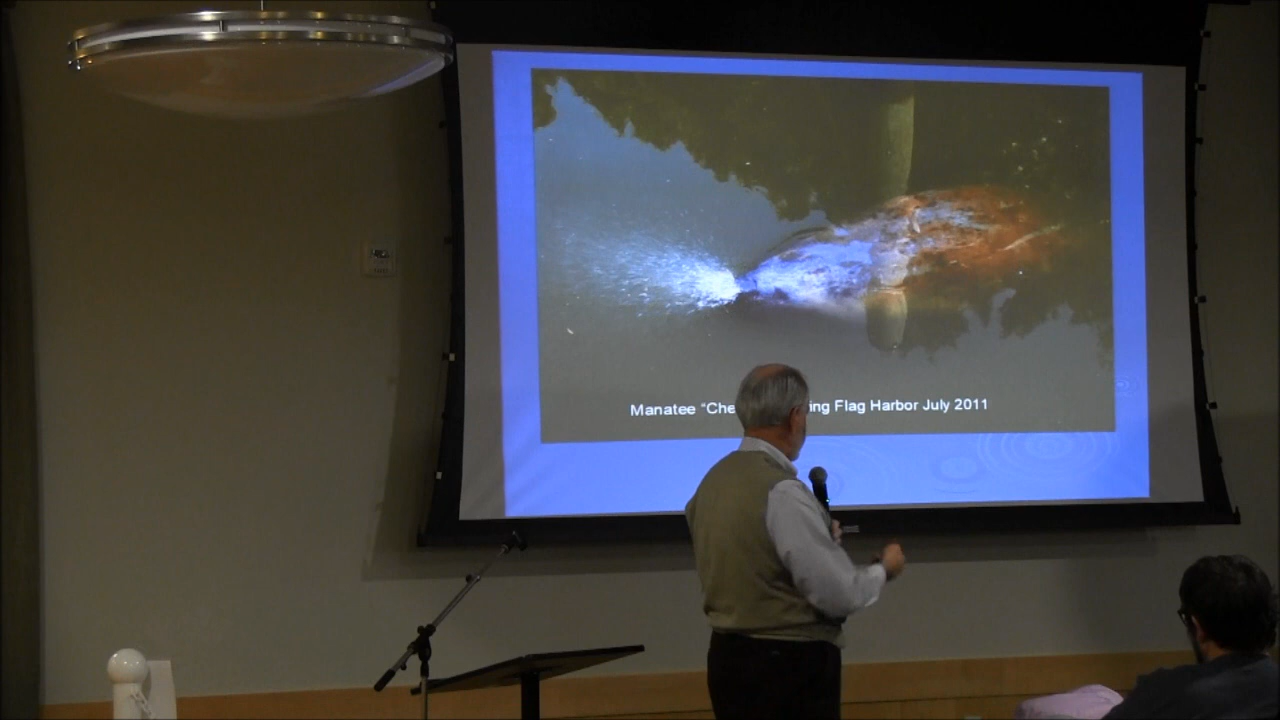 Manatee “Che ing Flag Harbor July 2011